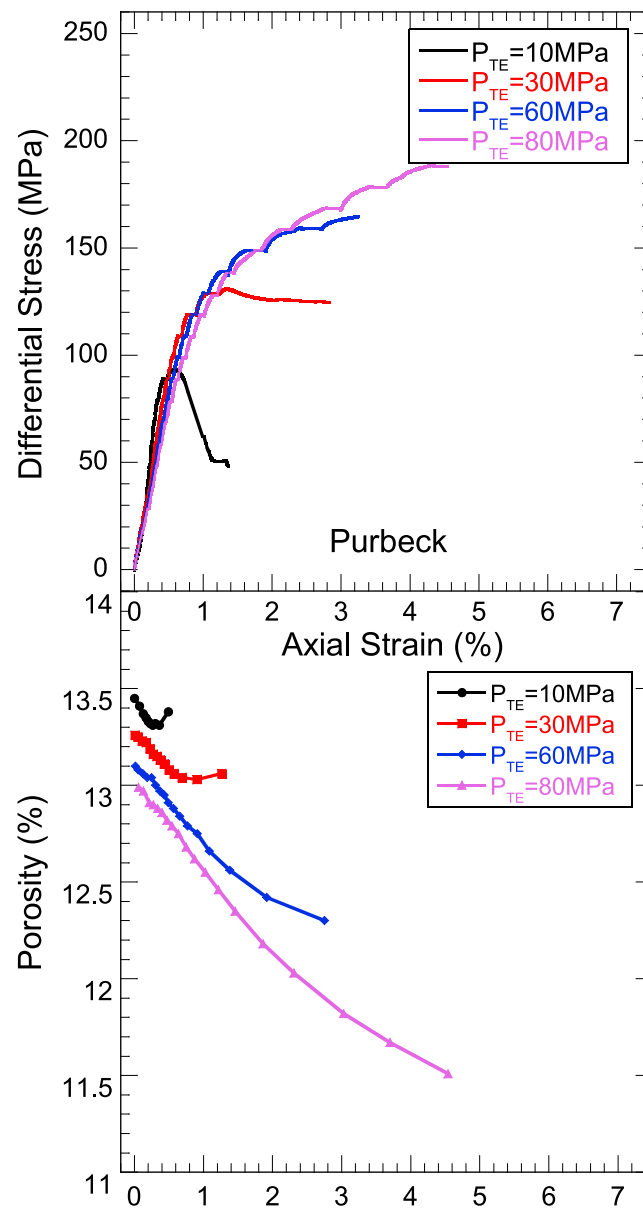 250
200
150
100
50
0
Differential Stress (MPa)
P_TE=10MPa
P_TE=30MPa
P_TE=60MPa
P_TE=80MPa
Purbeck
0 1 2 3 4 5 6 7
Axial Strain (%)
14
13.5
13
12.5
12
11.5
11
Porosity (%)
P_TE=10MPa
P_TE=30MPa
P_TE=60MPa
P_TE=80MPa
0 1 2 3 4 5 6 7